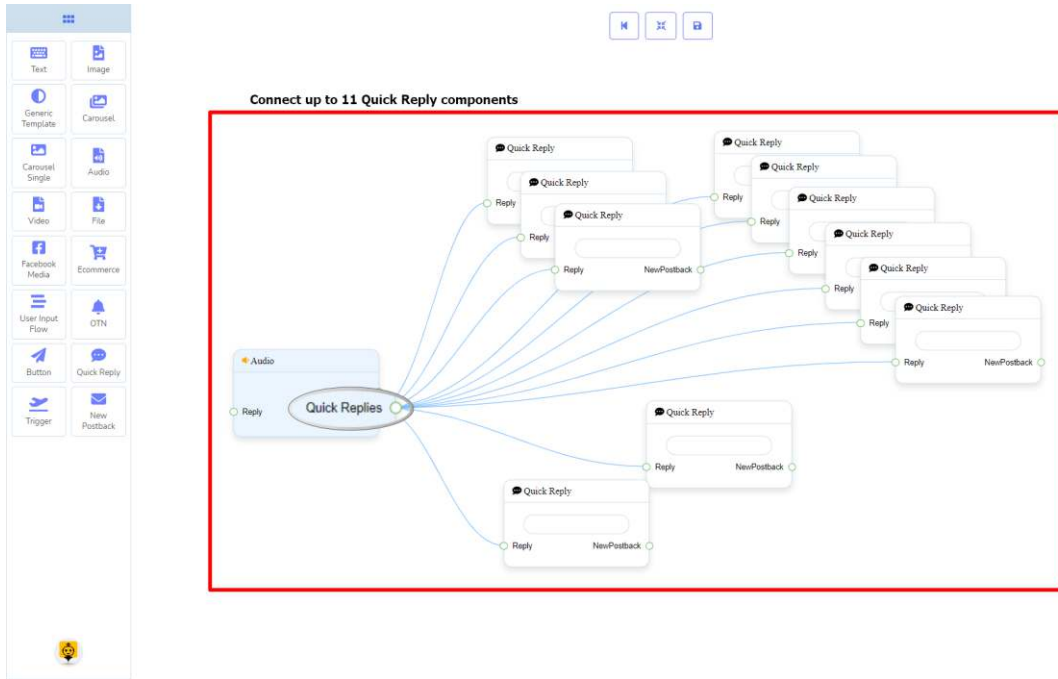 Text
Image
Generic
Template
Carousel
Carousel
Single
Audio
Video
File
Facebook
Media
Ecommerce
User Input
Flow
OTN
Button
Quick Reply
Trigger
New
Postback
Connect up to 11 Quick Reply components
Quick Reply
Reply
Quick Reply
Reply
Quick Reply
Reply
NewPostback
Quick Reply
Reply
Quick Reply
Reply
Quick Reply
Reply
Quick Reply
Reply
Quick Reply
Reply
Quick Reply
Reply
NewPostback
Audio
Reply
Quick Replies
Quick Reply
Reply
NewPostback
Quick Reply
Reply
NewPostback